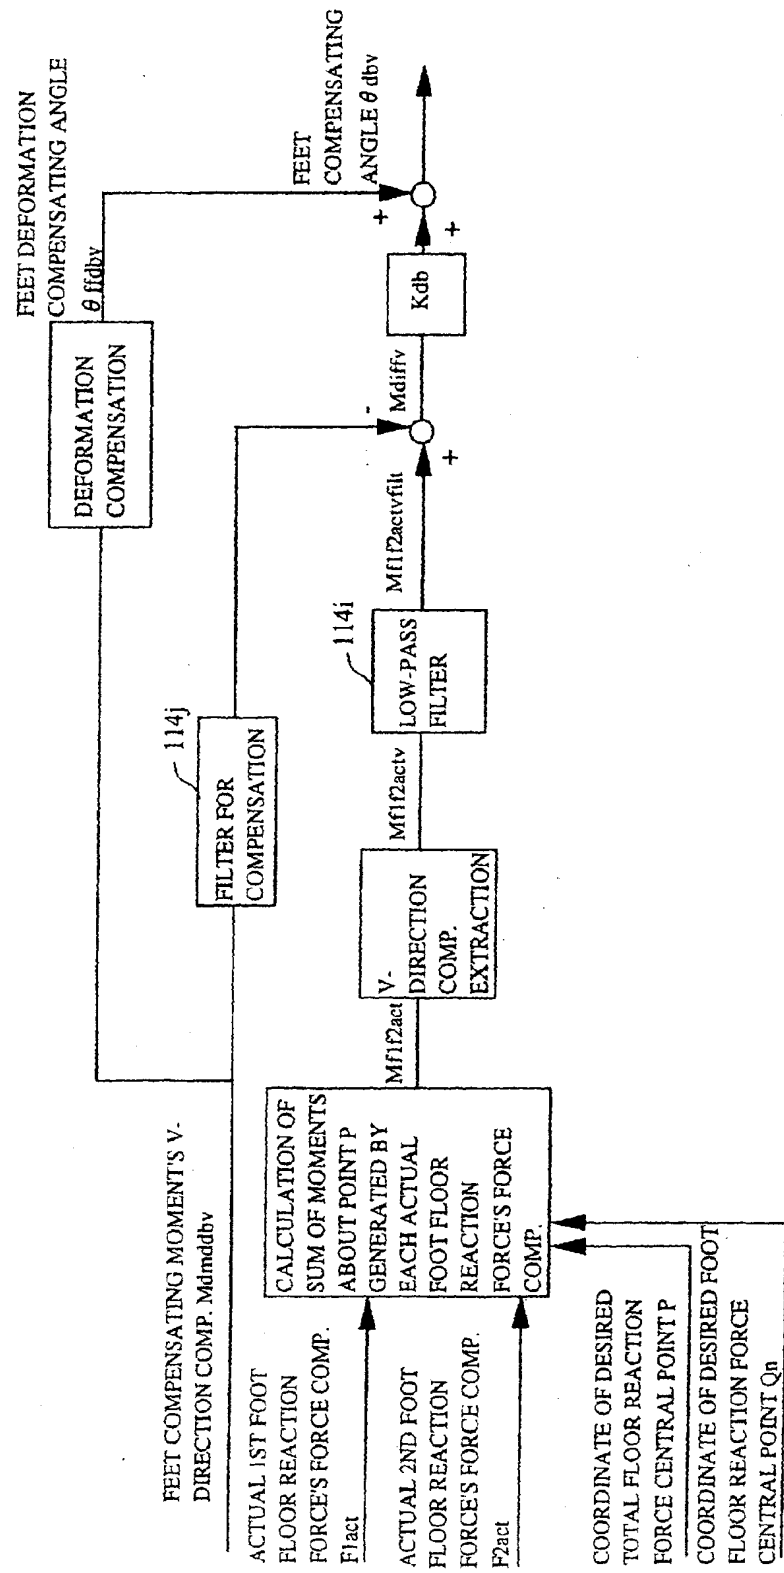 FEET COMPENSATING MOMENT'S V-
DIRECTION COMP. Mdmddbv
ACTUAL 1ST FOOT
FLOOR REACTION
FORCE'S FORCE COMP.
F1act
ACTUAL 2ND FOOT
FLOOR REACTION
FORCE'S FORCE COMP.
F2act
COORDINATE OF DESIRED
TOTAL FLOOR REACTION
FORCE CENTRAL POINT P
COORDINATE OF DESIRED FOOT
FLOOR REACTION FORCE
CENTRAL POINT Qn
CALCULATION OF
SUM OF MOMENTS
ABOUT POINT P
GENERATED BY
EACH ACTUAL
FOOT FLOOR
REACTION
FORCE'S FORCE
COMP.
Mf1f2act
V-
DIRECTION
COMP.
EXTRACTION
Mf1f2actv
114i
LOW-PASS
FILTER
Mf1f2actvfilt
114j
FILTER FOR
COMPENSATION
+
-
Mdiffv
Kdb
+
+
DEFORMATION
COMPENSATION
FEET DEFORMATION
COMPENSATING ANGLE
θ ffdbv
FEET
COMPENSATING
ANGLE θ dbv